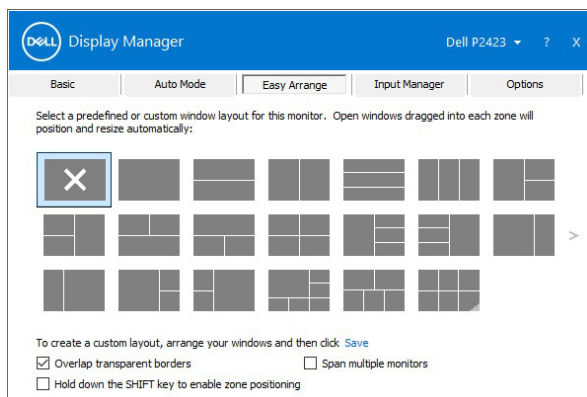 DELL Display Manager
Dell P2423 ? X
Basic Auto Mode Easy Arrange Input Manager Options
Select a predefined or custom window layout for this monitor. Open windows dragged into each zone will
position and resize automatically:
>
To create a custom layout, arrange your windows and then click Save
Overlap transparent borders Span multiple monitors
Hold down the SHIFT key to enable zone positioning